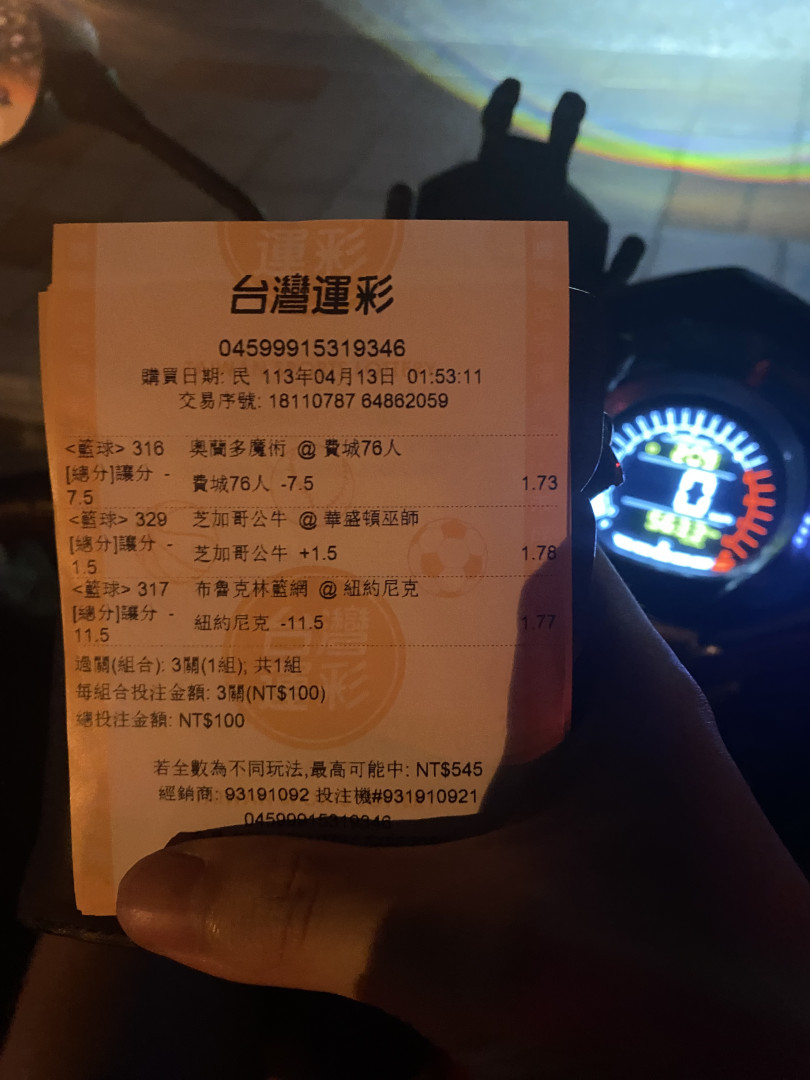 運彩
台灣運彩
04599915319346
購買日期: 民 113年04月13日 01:53:11
交易序號: 18110787 64862059
<籃球> 316 奧蘭多魔術 @ 費城76人
[總分]讓分 - 7.5 費城76人 -7.5 1.73
<籃球> 329 芝加哥公牛 @ 華盛頓巫師
[總分]讓分 - 1.5 芝加哥公牛 +1.5 1.78
<籃球> 317 布魯克林籃網 @ 紐約尼克
[總分]讓分 - 11.5 紐約尼克 -11.5 1.77
台灣運彩
過關(組合): 3關(1組); 共1組
每組合投注金額: 3關(NT$100)
總投注金額: NT$100
若全數為不同玩法,最高可能中: NT$545
經銷商: 93191092 投注機#931910921
04599915319346
0